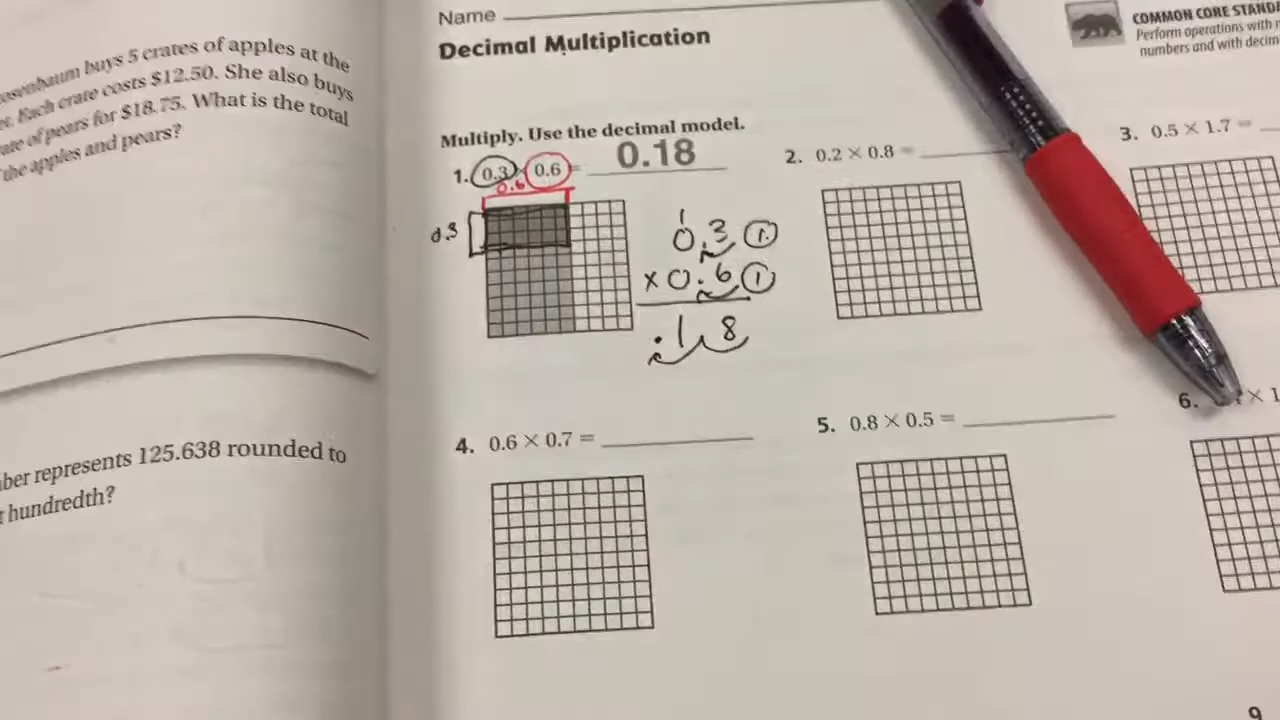 buys 5 crates of apples at the
Each crate costs $12.50. She also buys
of pears for $18.75. What is the total
the apples and pears?
represents 125.638 rounded to
hundredth?
Name
Decimal Multiplication
COMMON CORE
Perform operations with
numbers and with
Multiply. Use the decimal model.
1. 0.3 × 0.6 = 0.18
0.6
0.3
1
0.3 1
×0.6 1
.18
2. 0.2 × 0.8 =
3. 0.5 × 1.7 =
4. 0.6 × 0.7 =
5. 0.8 × 0.5 =
6.
9